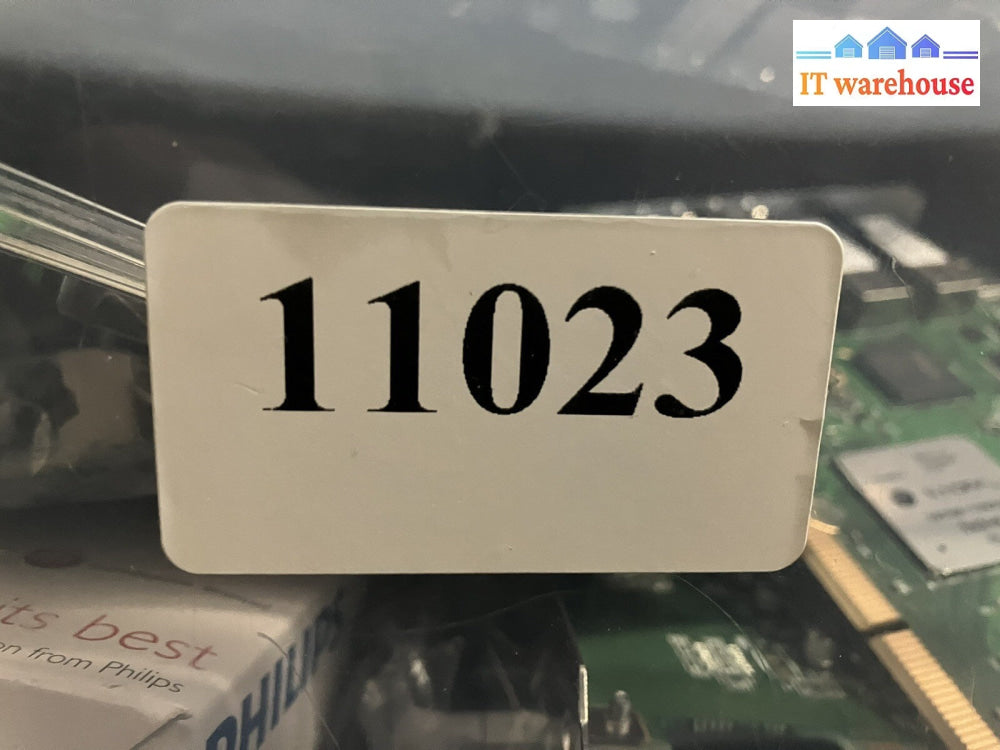 IT warehouse
11023
its best
on from Philips
PHILIPS